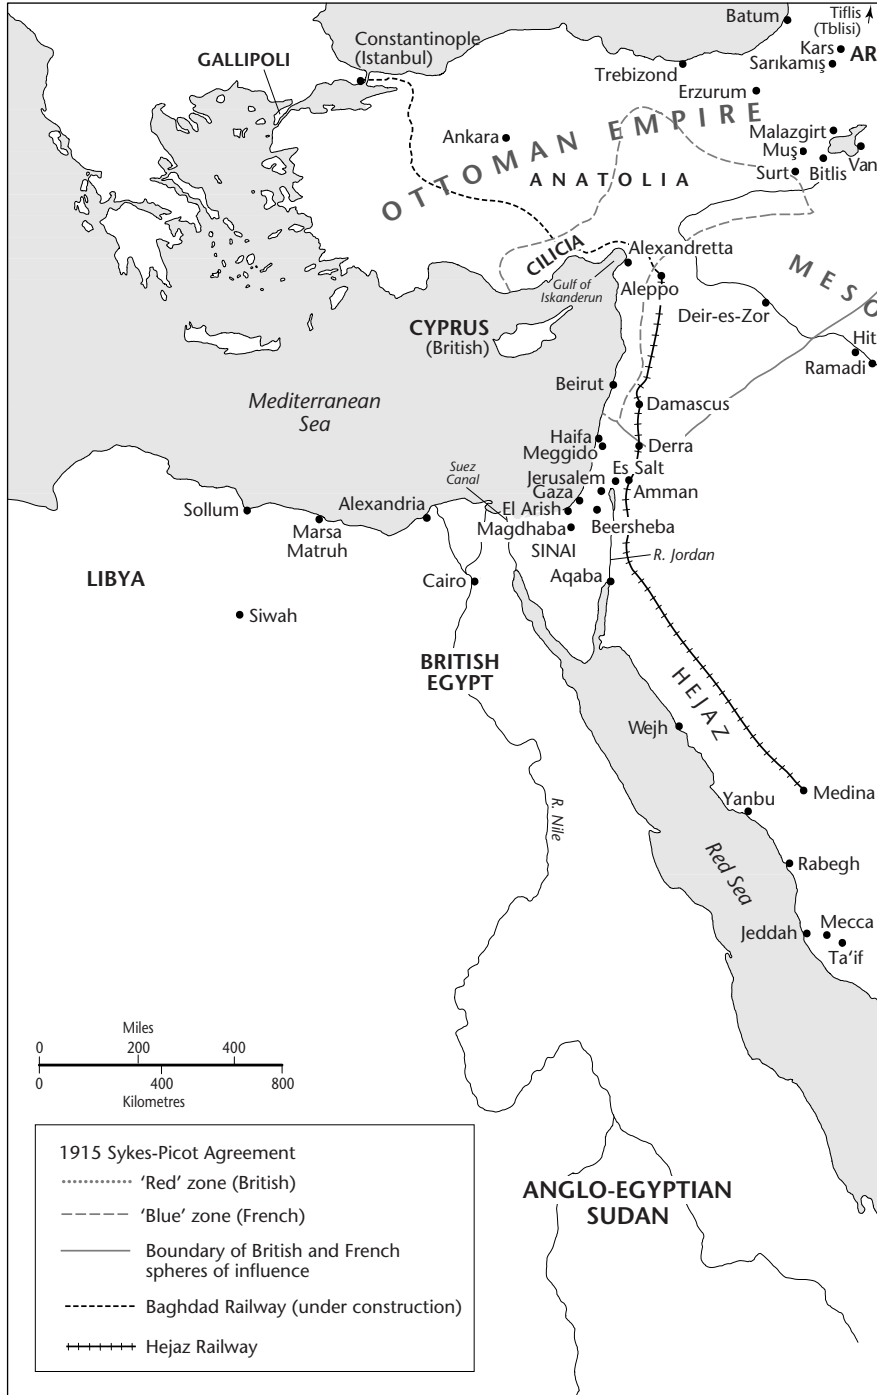 Batum
Tiflis
(Tblisi)
Constantinople
(Istanbul)
GALLIPOLI
Trebizond
Kars
AR
Sarıkamış
Erzurum
OTTOMAN EMPIRE
Ankara
Malazgirt
Muş
Van
Surt
Bitlis
ANATOLIA
CILICIA
Alexandretta
Gulf of
Iskanderun
Aleppo
MESO
Deir-es-Zor
CYPRUS
(British)
Hit
Ramadi
Beirut
Mediterranean
Sea
Damascus
Haifa
Meggido
Derra
Suez
Canal
Es Salt
Jerusalem
Amman
Gaza
Sollum
Alexandria
El Arish
Marsa
Matruh
Magdhaba
Beersheba
SINAI
R. Jordan
LIBYA
Cairo
Aqaba
Siwah
BRITISH
EGYPT
HEJAZ
Wejh
Medina
Yanbu
R. Nile
Red Sea
Rabegh
Jeddah
Mecca
Ta'if
Miles
0 200 400
0 400 800
Kilometres
1915 Sykes-Picot Agreement
'Red' zone (British)
'Blue' zone (French)
Boundary of British and French
spheres of influence
Baghdad Railway (under construction)
Hejaz Railway
ANGLO-EGYPTIAN
SUDAN